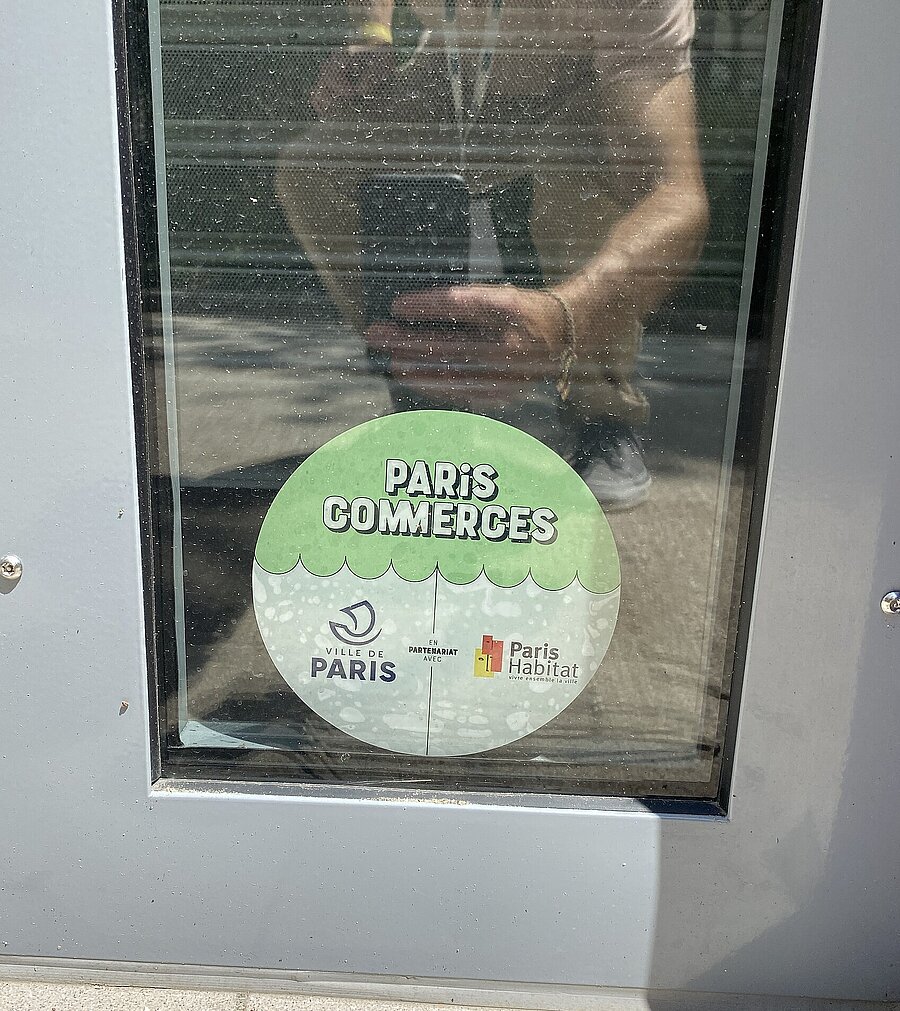 PARiS
COMMERCES
VILLE DE
PARIS
EN
PARTENARIAT
AVEC
Paris
Habitat
vivre ensemble la ville